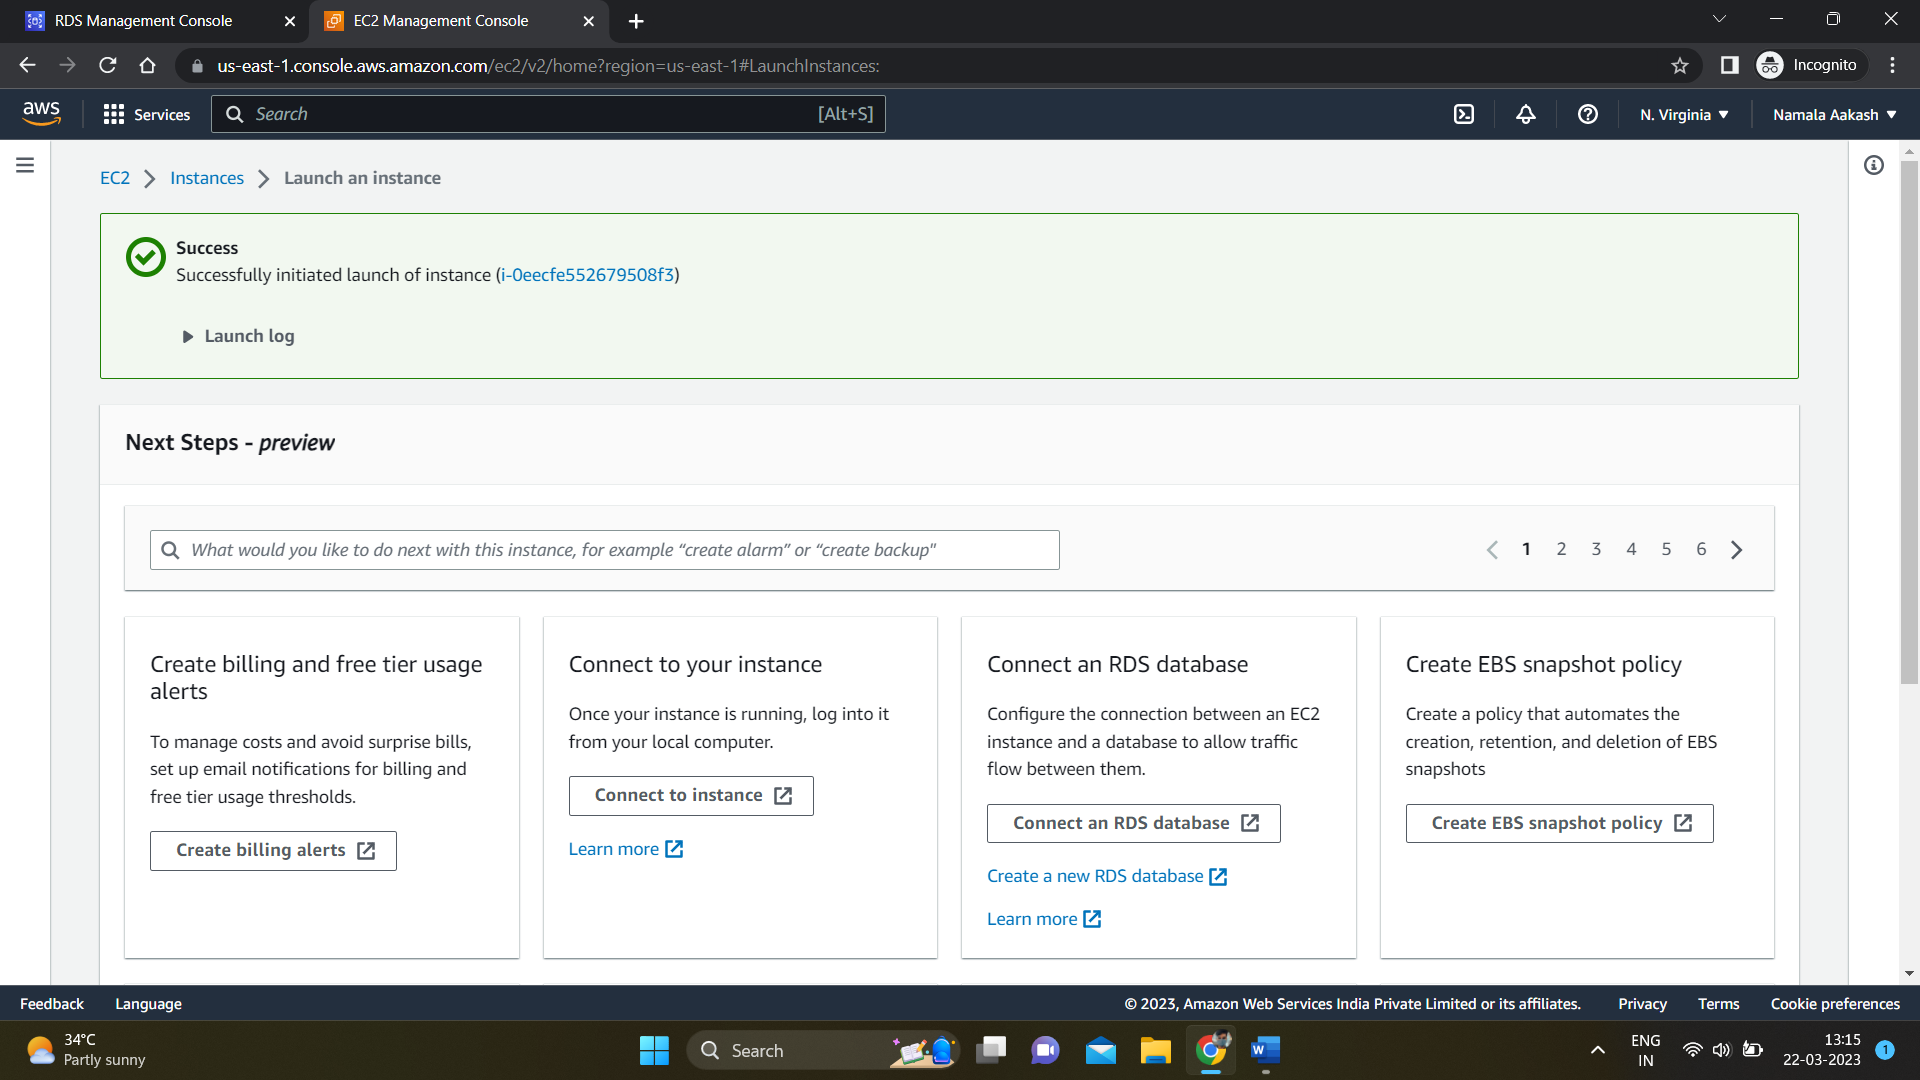 RDS Management Console
EC2 Management Console
us-east-1.console.aws.amazon.com/ec2/v2/home?region=us-east-1#LaunchInstances:
Incognito
aws
Services
Search
[Alt+S]
N. Virginia
Namala Aakash
EC2
Instances
Launch an instance
Success
Successfully initiated launch of instance (i-0eecfe552679508f3)
Launch log
Next Steps - preview
What would you like to do next with this instance, for example “create alarm” or “create backup"
1 2 3 4 5 6
Create billing and free tier usage
alerts
To manage costs and avoid surprise bills,
set up email notifications for billing and
free tier usage thresholds.
Create billing alerts
Connect to your instance
Once your instance is running, log into it
from your local computer.
Connect to instance
Learn more
Connect an RDS database
Configure the connection between an EC2
instance and a database to allow traffic
flow between them.
Connect an RDS database
Create a new RDS database
Learn more
Create EBS snapshot policy
Create a policy that automates the
creation, retention, and deletion of EBS
snapshots
Create EBS snapshot policy
Feedback
Language
© 2023, Amazon Web Services India Private Limited or its affiliates.
Privacy
Terms
Cookie preferences
34°C
Partly sunny
Search
W
ENG
IN
13:15
22-03-2023
1